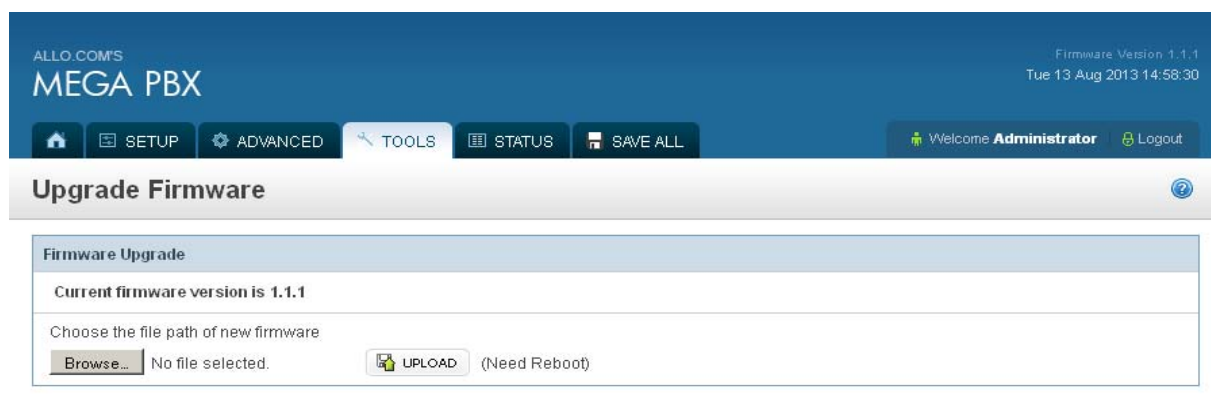 ALLO.COM'S
MEGA PBX
Firmware Version 1.1.1
Tue 13 Aug 2013 14:58:30
SETUP ADVANCED TOOLS STATUS SAVE ALL Welcome Administrator Logout
Upgrade Firmware
Firmware Upgrade
Current firmware version is 1.1.1
Choose the file path of new firmware
Browse... No file selected. UPLOAD (Need Reboot)